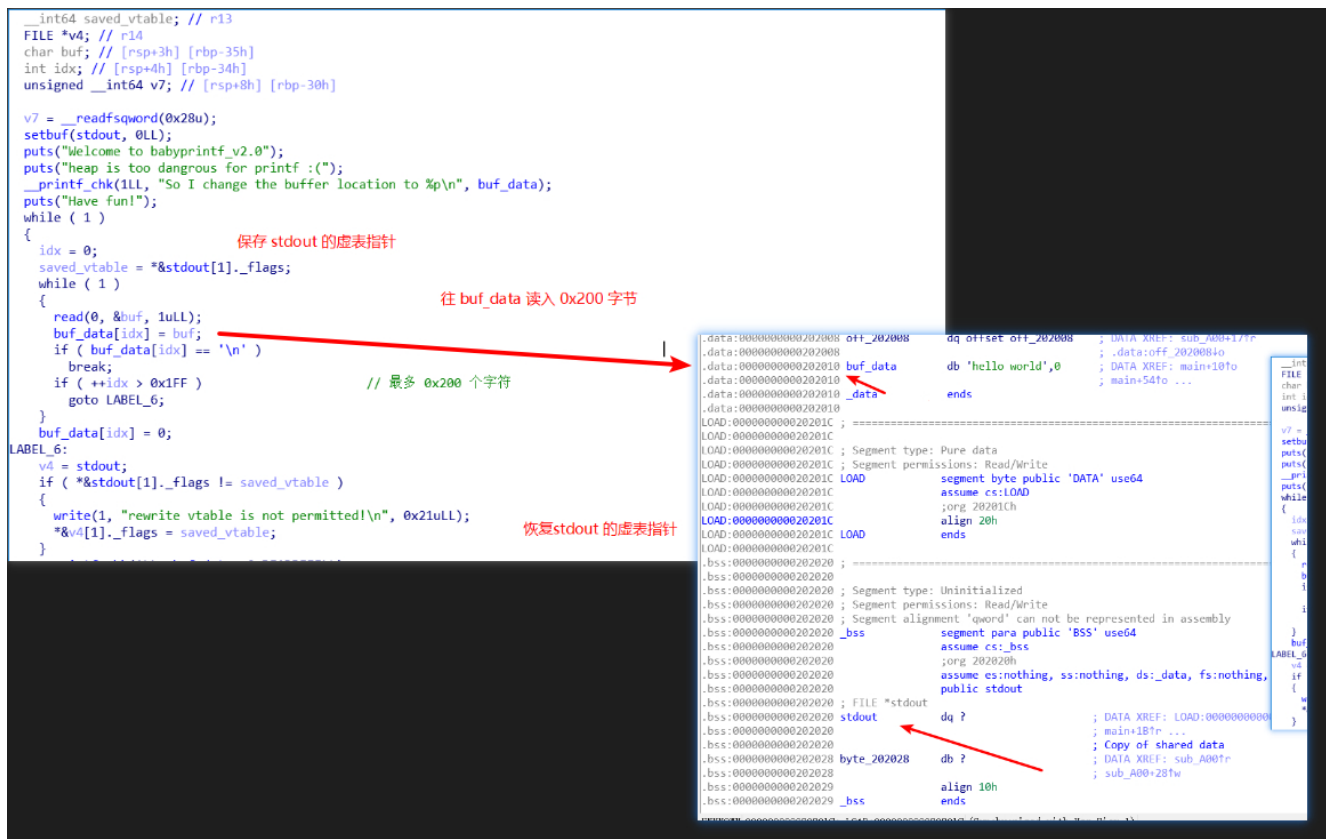 __int64 saved_vtable; // r13
FILE *v4; // r14
char buf; // [rsp+3h] [rbp-35h]
int idx; // [rsp+4h] [rbp-34h]
unsigned __int64 v7; // [rsp+8h] [rbp-30h]
v7 = __readfsqword(0x28u);
setbuf(stdout, 0LL);
puts("Welcome to babyprintf_v2.0");
puts("heap is too dangrous for printf :(");
__printf_chk(1LL, "So I change the buffer location to %p\n", buf_data);
puts("Have fun!");
while ( 1 )
{
保存 stdout 的虚表指针
idx = 0;
saved_vtable = *&stdout[1]._flags;
while ( 1 )
{
往 buf_data 读入 0x200 字节
read(0, &buf, 1uLL);
buf_data[idx] = buf;
if ( buf_data[idx] == '\n' )
break;
if ( ++idx > 0x1FF ) // 最多 0x200 个字符
goto LABEL_6;
}
buf_data[idx] = 0;
LABEL_6:
v4 = stdout;
if ( *&stdout[1]._flags != saved_vtable )
{
write(1, "rewrite vtable is not permitted!\n", 0x21uLL);
恢复stdout 的虚表指针
*&v4[1]._flags = saved_vtable;
}
.data:0000000000202008 off_202008 dq offset off_202008 ; DATA XREF: sub_A00+17↑r
.data:0000000000202008 ; .data:off_202008↓o
.data:0000000000202010 buf_data db 'hello world',0 ; DATA XREF: main+10↑o
.data:0000000000202010 ; main+54↑o ...
.data:0000000000202010 _data ends
.data:0000000000202010
LOAD:000000000020201C ; ====
LOAD:000000000020201C
LOAD:000000000020201C ; Segment type: Pure data
LOAD:000000000020201C ; Segment permissions: Read/Write
LOAD:000000000020201C LOAD segment byte public 'DATA' use64
LOAD:000000000020201C assume cs:LOAD
LOAD:000000000020201C ;org 20201Ch
LOAD:000000000020201C align 20h
LOAD:000000000020201C LOAD ends
LOAD:000000000020201C
.bss:0000000000202020 ; ====
.bss:0000000000202020
.bss:0000000000202020 ; Segment type: Uninitialized
.bss:0000000000202020 ; Segment permissions: Read/Write
.bss:0000000000202020 ; Segment alignment 'qword' can not be represented in assembly
.bss:0000000000202020 _bss segment para public 'BSS' use64
.bss:0000000000202020 assume cs:_bss
.bss:0000000000202020 ;org 202020h
.bss:0000000000202020 assume es:nothing, ss:nothing, ds:_data, fs:nothing,
.bss:0000000000202020 public stdout
.bss:0000000000202020 ; FILE *stdout
.bss:0000000000202020 stdout dq ? ; DATA XREF: LOAD:0000000000
.bss:0000000000202020 ; main+1B↑r ...
.bss:0000000000202020 ; Copy of shared data
.bss:0000000000202028 byte_202028 db ? ; DATA XREF: sub_A00↑r
.bss:0000000000202028 ; sub_A00+28↑w
.bss:0000000000202029 align 10h
.bss:0000000000202029 _bss ends